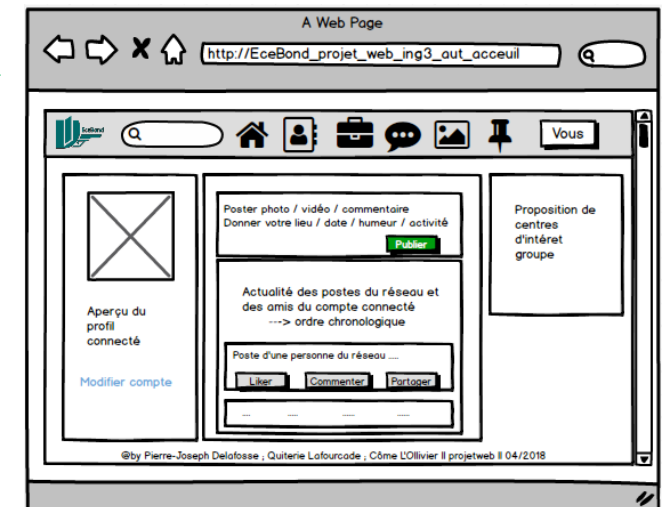 A Web Page
http://EceBond_projet_web_ing3_aut_acceuil
EceBond
Vous
Aperçu du
profil
connecté
Modifier compte
Poster photo / vidéo / commentaire
Donner votre lieu / date / humeur / activité
Publier
Actualité des postes du réseau et
des amis du compte connecté
---> ordre chronologique
Poste d'une personne du réseau ....
Liker
Commenter
Partager
.... ..... ...... ......
Proposition de
centres
d'intéret
groupe
@by Pierre-Joseph Delafosse ; Quiterie Lafourcade ; Côme L'Ollivier II projetweb II 04/2018